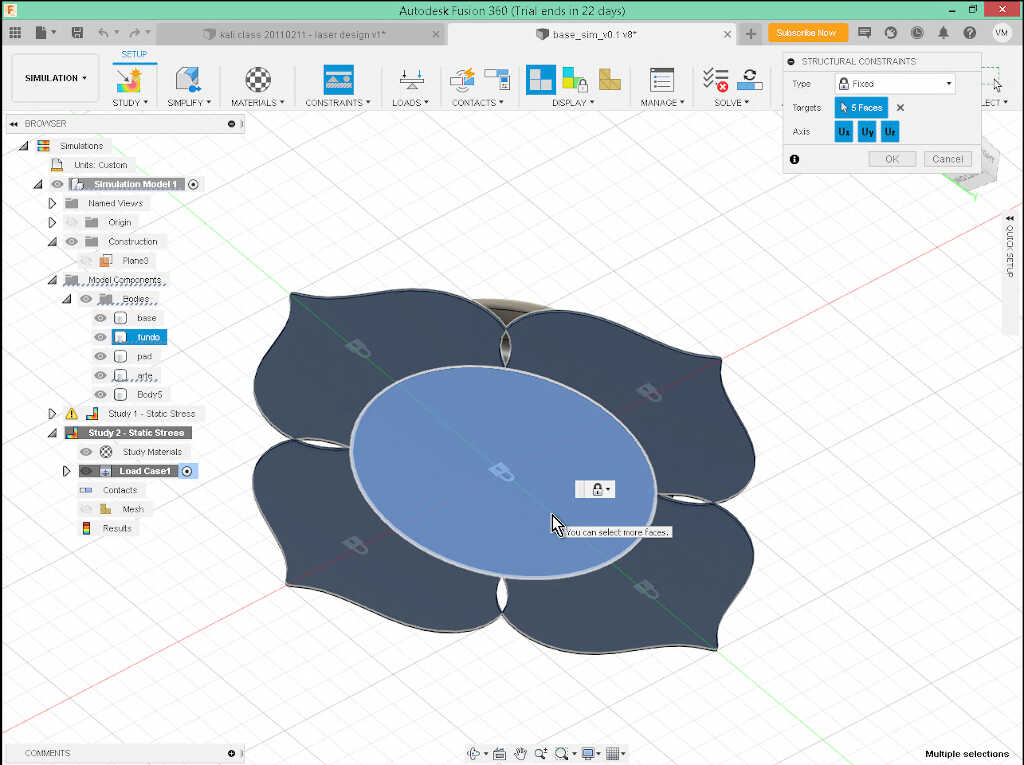 Autodesk Fusion 360 (Trial ends in 22 days)
kali class 20110211 - laser design v1*
base_sim_v0.1 v8*
Subscribe Now
VM
SETUP
SIMULATION
STUDY
SIMPLIFY
MATERIALS
CONSTRAINTS
LOADS
CONTACTS
DISPLAY
MANAGE
SOLVE
LECT
STRUCTURAL CONSTRAINTS
Type
Fixed
Targets
5 Faces
Axis
Ux
Uy
Uz
OK
Cancel
QUICK SETUP
BROWSER
Simulations
Units: Custom
Simulation Model 1
Named Views
Origin
Construction
Plane3
Model Components
Bodies
base
fundo
pad
arte
Body5
Study 1 - Static Stress
Study 2 - Static Stress
Study Materials
Load Case1
Contacts
Mesh
Results
You can select more faces.
COMMENTS
Multiple selections